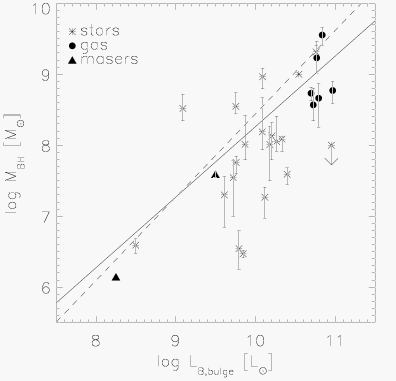 10
stars
gas
masers
9
8
7
6
log M_BH [M_⊙]
8 9 10 11
log L_B,bulge [L_⊙]